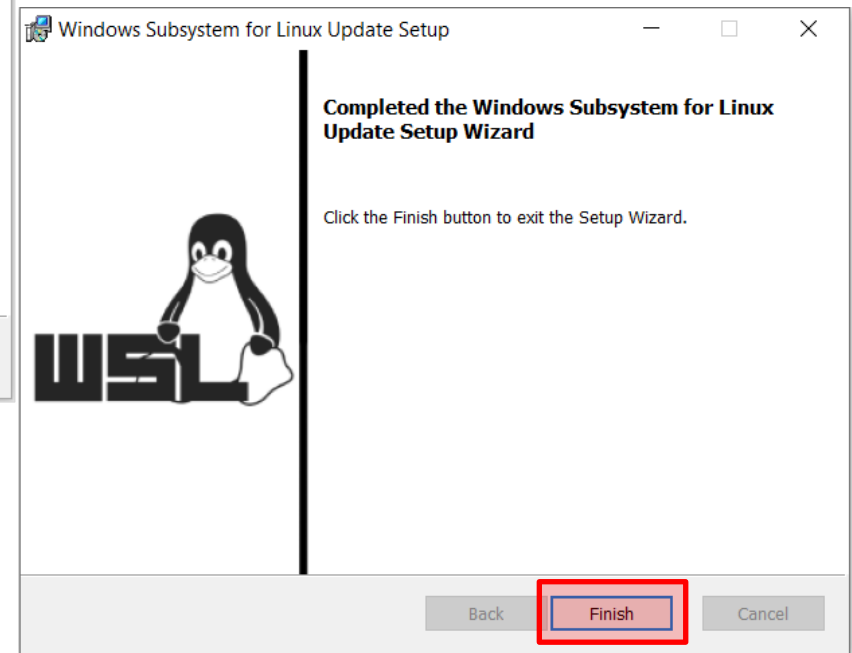 Windows Subsystem for Linux Update Setup
Completed the Windows Subsystem for Linux
Update Setup Wizard
Click the Finish button to exit the Setup Wizard.
WSL
Back
Finish
Cancel